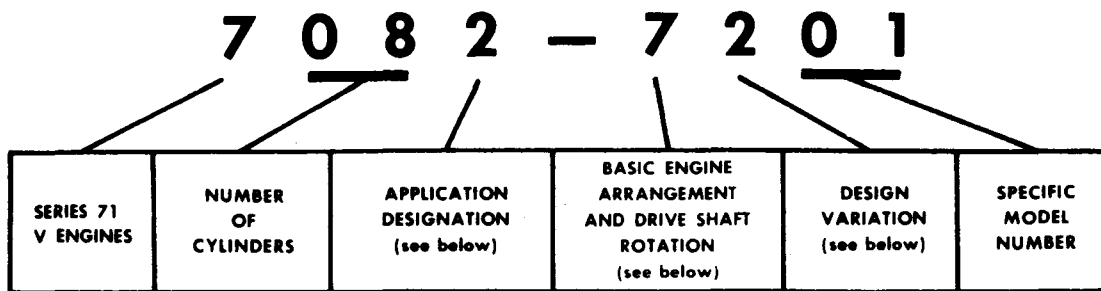 7 0 8 2 – 7 2 0 1
SERIES 71
V ENGINES
NUMBER
OF
CYLINDERS
APPLICATION
DESIGNATION
(see below)
BASIC ENGINE
ARRANGEMENT
AND DRIVE SHAFT
ROTATION
(see below)
DESIGN
VARIATION
(see below)
SPECIFIC
MODEL
NUMBER